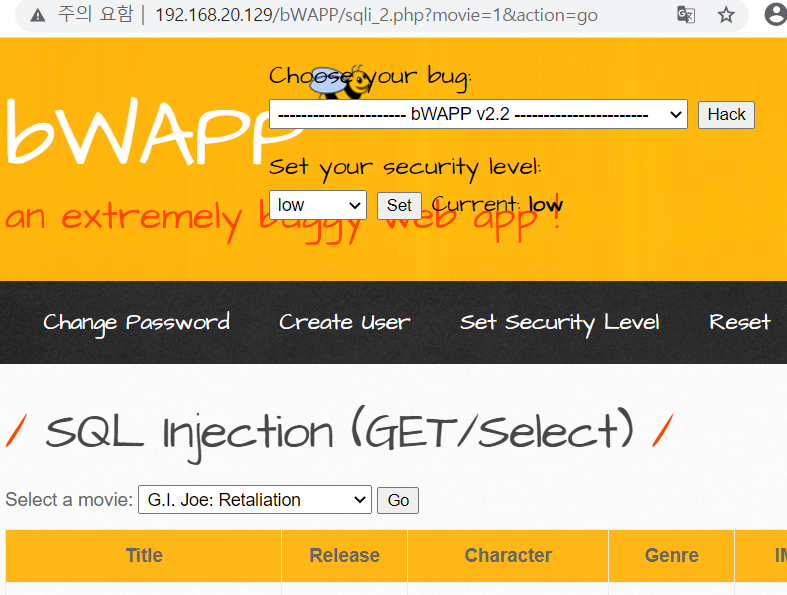 주의 요함 | 192.168.20.129/bWAPP/sqli_2.php?movie=1&action=go
Choose your bug:
---------------------- bWAPP v2.2 ----------------------- Hack
bWAPP
Set your security level:
low Set Current: low
an extremely buggy web app !
Change Password Create User Set Security Level Reset
/ SQL Injection (GET/Select) /
Select a movie: G.I. Joe: Retaliation Go
Title Release Character Genre